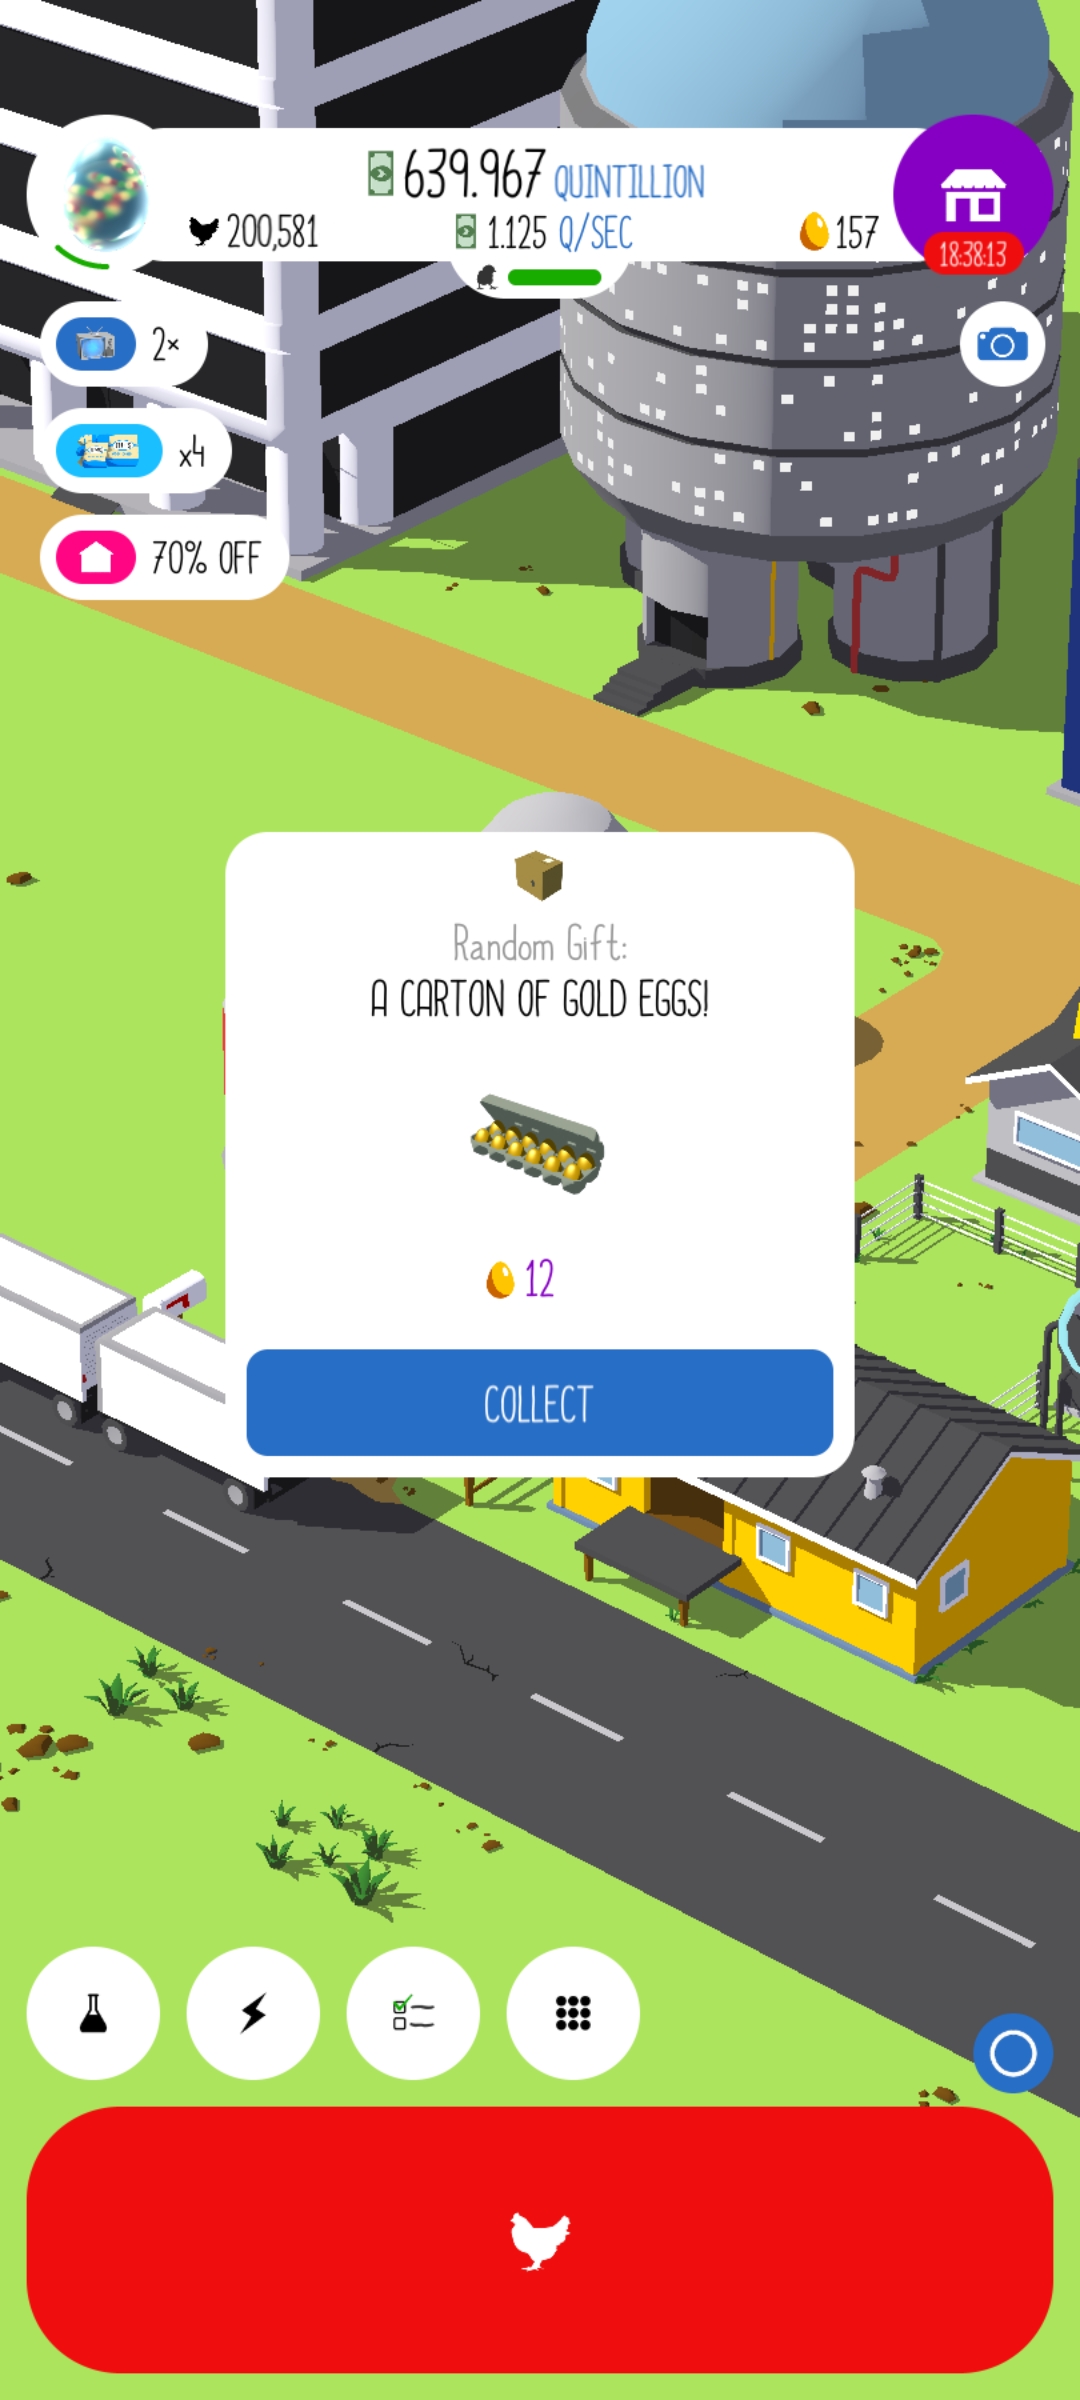 639.967 QUINTILLION
200,581
1.125 Q/SEC
157
18:38:13
2×
x4
70% OFF
Random Gift:
A CARTON OF GOLD EGGS!
12
COLLECT